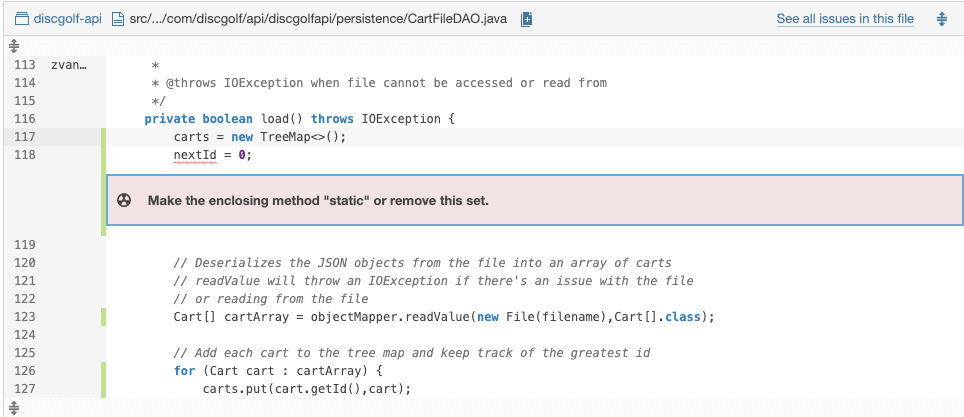 discgolf-api src/.../com/discgolf/api/discgolfapi/persistence/CartFileDAO.java See all issues in this file
113 zvan… *
114 * @throws IOException when file cannot be accessed or read from
115 */
116 private boolean load() throws IOException {
117 carts = new TreeMap<>();
118 nextId = 0;
Make the enclosing method "static" or remove this set.
119
120 // Deserializes the JSON objects from the file into an array of carts
121 // readValue will throw an IOException if there's an issue with the file
122 // or reading from the file
123 Cart[] cartArray = objectMapper.readValue(new File(filename),Cart[].class);
124
125 // Add each cart to the tree map and keep track of the greatest id
126 for (Cart cart : cartArray) {
127 carts.put(cart.getId(),cart);